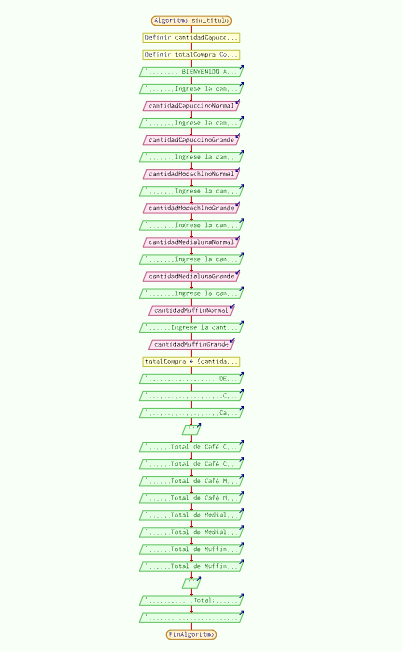 Algoritmo sin_titulo
Definir cantidadCapucc...
Definir totalCompra Co...
'........ BIENVENIDO A...
'.......Ingrese la can...
cantidadCapuccinoNormal
'.......Ingrese la can...
cantidadCapuccinoGrande
'.......Ingrese la can...
cantidadMocachinoNormal
'.......Ingrese la can...
cantidadMocachinoGrande
'.......Ingrese la can...
cantidadMedialunaNormal
'.......Ingrese la can...
cantidadMedialunaGrande
'.......Ingrese la can...
cantidadMuffinNormal
'......Ingrese la cant...
cantidadMuffinGrande
totalCompra ← (cantida...
'................... DE...
'....................C...
'...................Ca...
' '
'......Total de Café C...
'......Total de Café C...
'......Total de Café M...
'......Total de Café M...
'......Total de Medial...
'......Total de Medial...
'......Total de Muffin...
'......Total de Muffin...
' '
'........... Total:.......
'...... ..................
FinAlgoritmo